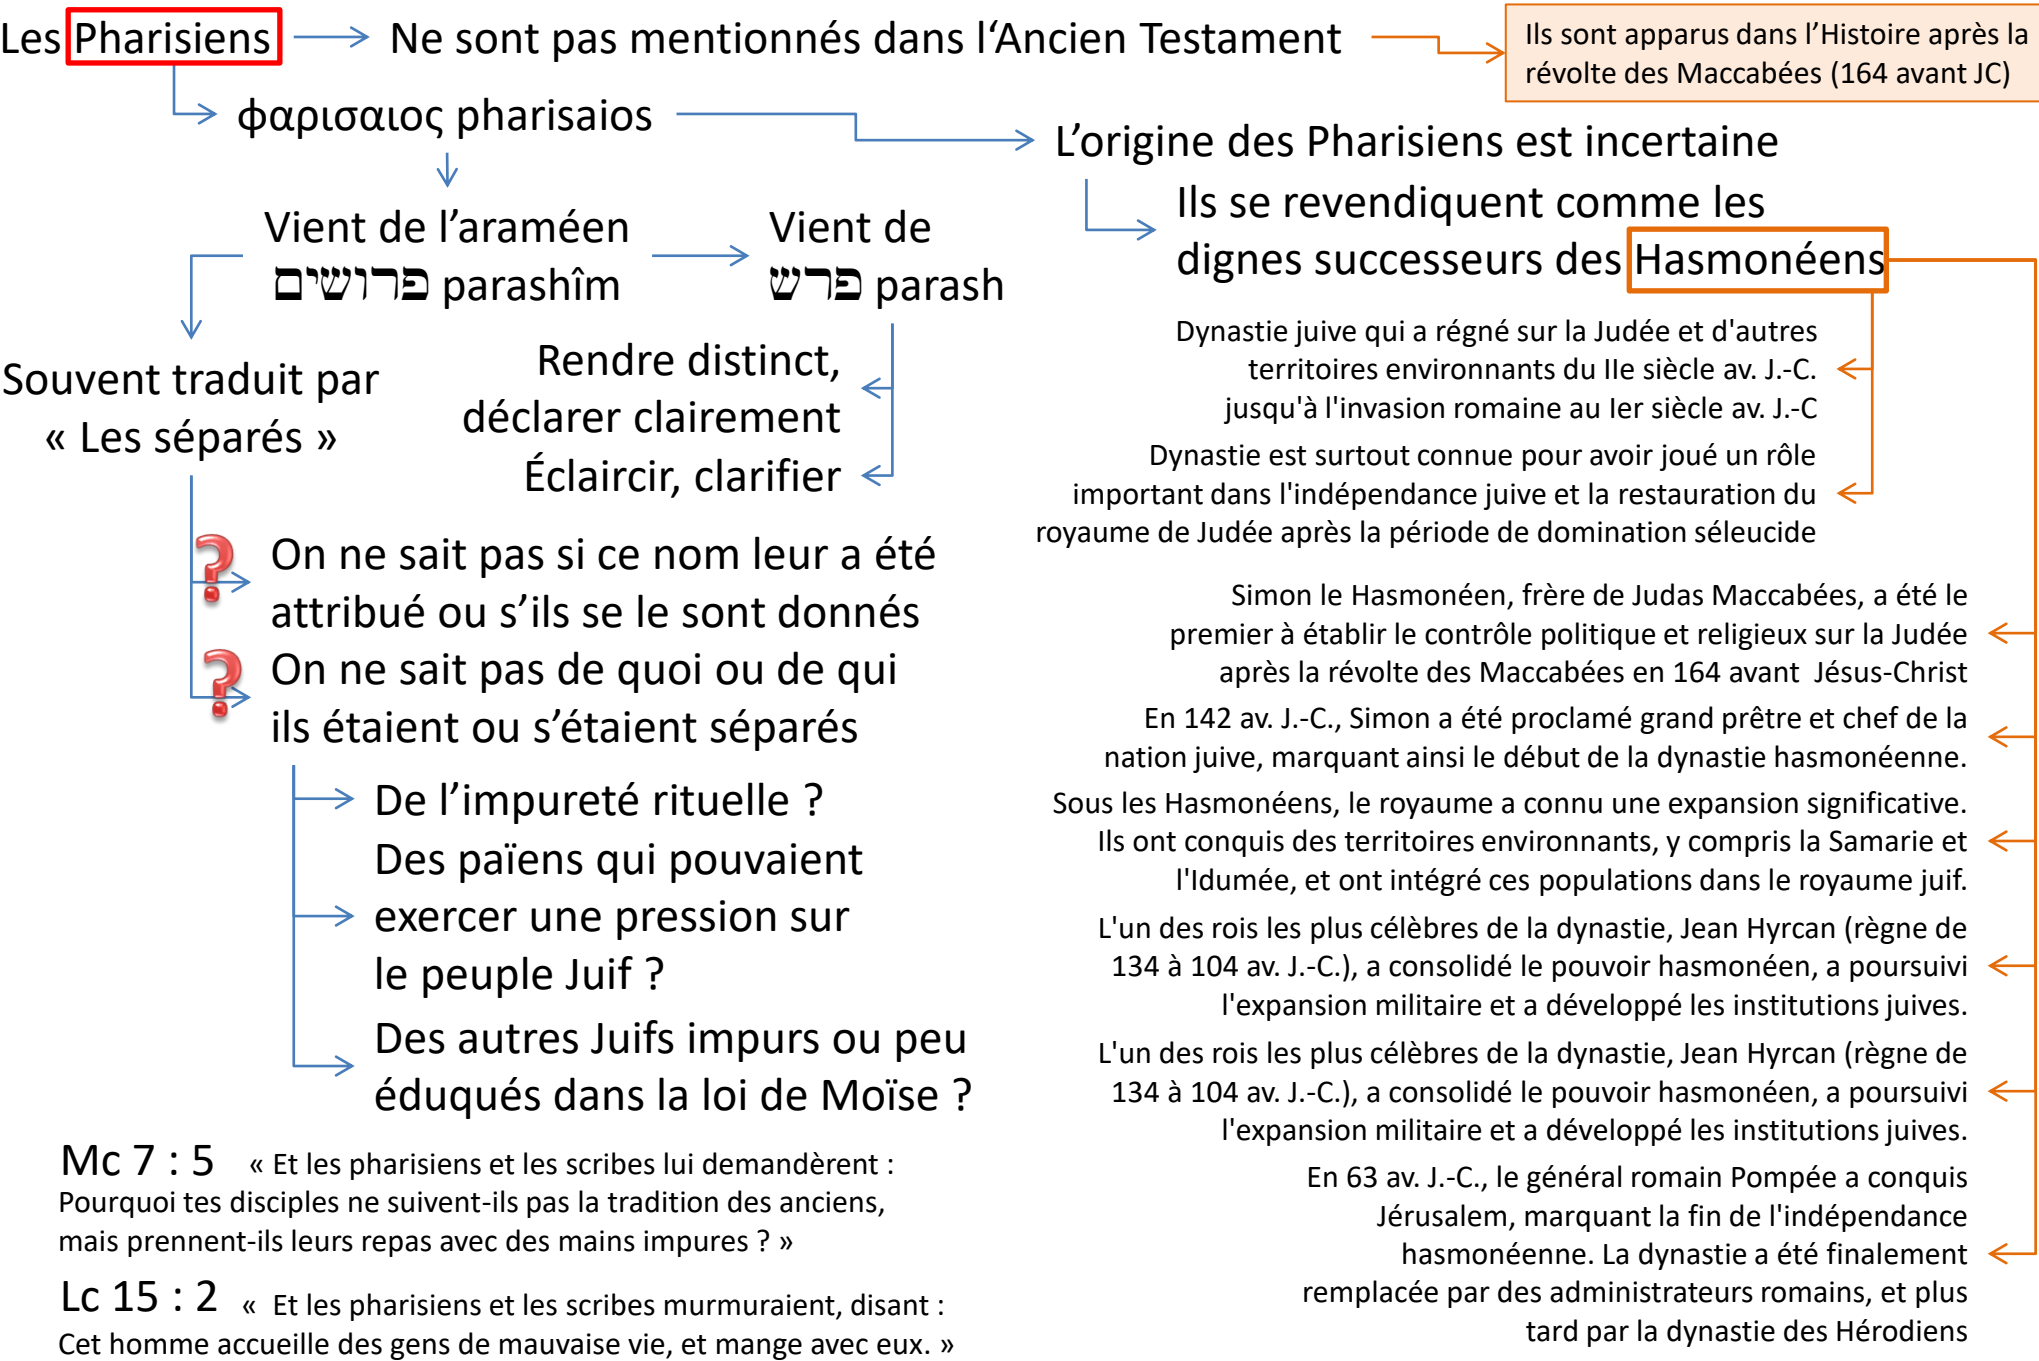 Les Pharisiens
Ne sont pas mentionnés dans l‘Ancien Testament
Ils sont apparus dans l’Histoire après la
révolte des Maccabées (164 avant JC)
φαρισαιος pharisaios
Vient de l’araméen
פרושים parashîm
Vient de
פרש parash
Rendre distinct,
déclarer clairement
Éclaircir, clarifier
Souvent traduit par
« Les séparés »
On ne sait pas si ce nom leur a été
attribué ou s’ils se le sont donnés
On ne sait pas de quoi ou de qui
ils étaient ou s’étaient séparés
De l’impureté rituelle ?
Des païens qui pouvaient
exercer une pression sur
le peuple Juif ?
Des autres Juifs impurs ou peu
éduqués dans la loi de Moïse ?
Mc 7 : 5 « Et les pharisiens et les scribes lui demandèrent :
Pourquoi tes disciples ne suivent-ils pas la tradition des anciens,
mais prennent-ils leurs repas avec des mains impures ? »
Lc 15 : 2 « Et les pharisiens et les scribes murmuraient, disant :
Cet homme accueille des gens de mauvaise vie, et mange avec eux. »
L’origine des Pharisiens est incertaine
Ils se revendiquent comme les
dignes successeurs des Hasmonéens
Dynastie juive qui a régné sur la Judée et d'autres
territoires environnants du IIe siècle av. J.-C.
jusqu'à l'invasion romaine au Ier siècle av. J.-C
Dynastie est surtout connue pour avoir joué un rôle
important dans l'indépendance juive et la restauration du
royaume de Judée après la période de domination séleucide
Simon le Hasmonéen, frère de Judas Maccabées, a été le
premier à établir le contrôle politique et religieux sur la Judée
après la révolte des Maccabées en 164 avant Jésus-Christ
En 142 av. J.-C., Simon a été proclamé grand prêtre et chef de la
nation juive, marquant ainsi le début de la dynastie hasmonéenne.
Sous les Hasmonéens, le royaume a connu une expansion significative.
Ils ont conquis des territoires environnants, y compris la Samarie et
l'Idumée, et ont intégré ces populations dans le royaume juif.
L'un des rois les plus célèbres de la dynastie, Jean Hyrcan (règne de
134 à 104 av. J.-C.), a consolidé le pouvoir hasmonéen, a poursuivi
l'expansion militaire et a développé les institutions juives.
L'un des rois les plus célèbres de la dynastie, Jean Hyrcan (règne de
134 à 104 av. J.-C.), a consolidé le pouvoir hasmonéen, a poursuivi
l'expansion militaire et a développé les institutions juives.
En 63 av. J.-C., le général romain Pompée a conquis
Jérusalem, marquant la fin de l'indépendance
hasmonéenne. La dynastie a été finalement
remplacée par des administrateurs romains, et plus
tard par la dynastie des Hérodiens